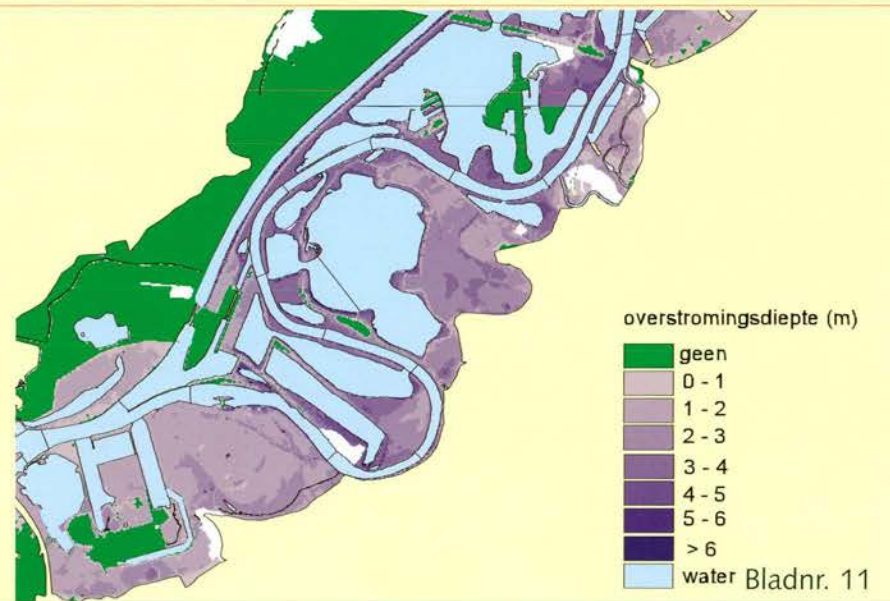 overstromingsdiepte (m)
geen
0 - 1
1 - 2
2 - 3
3 - 4
4 - 5
5 - 6
> 6
water
Bladnr. 11